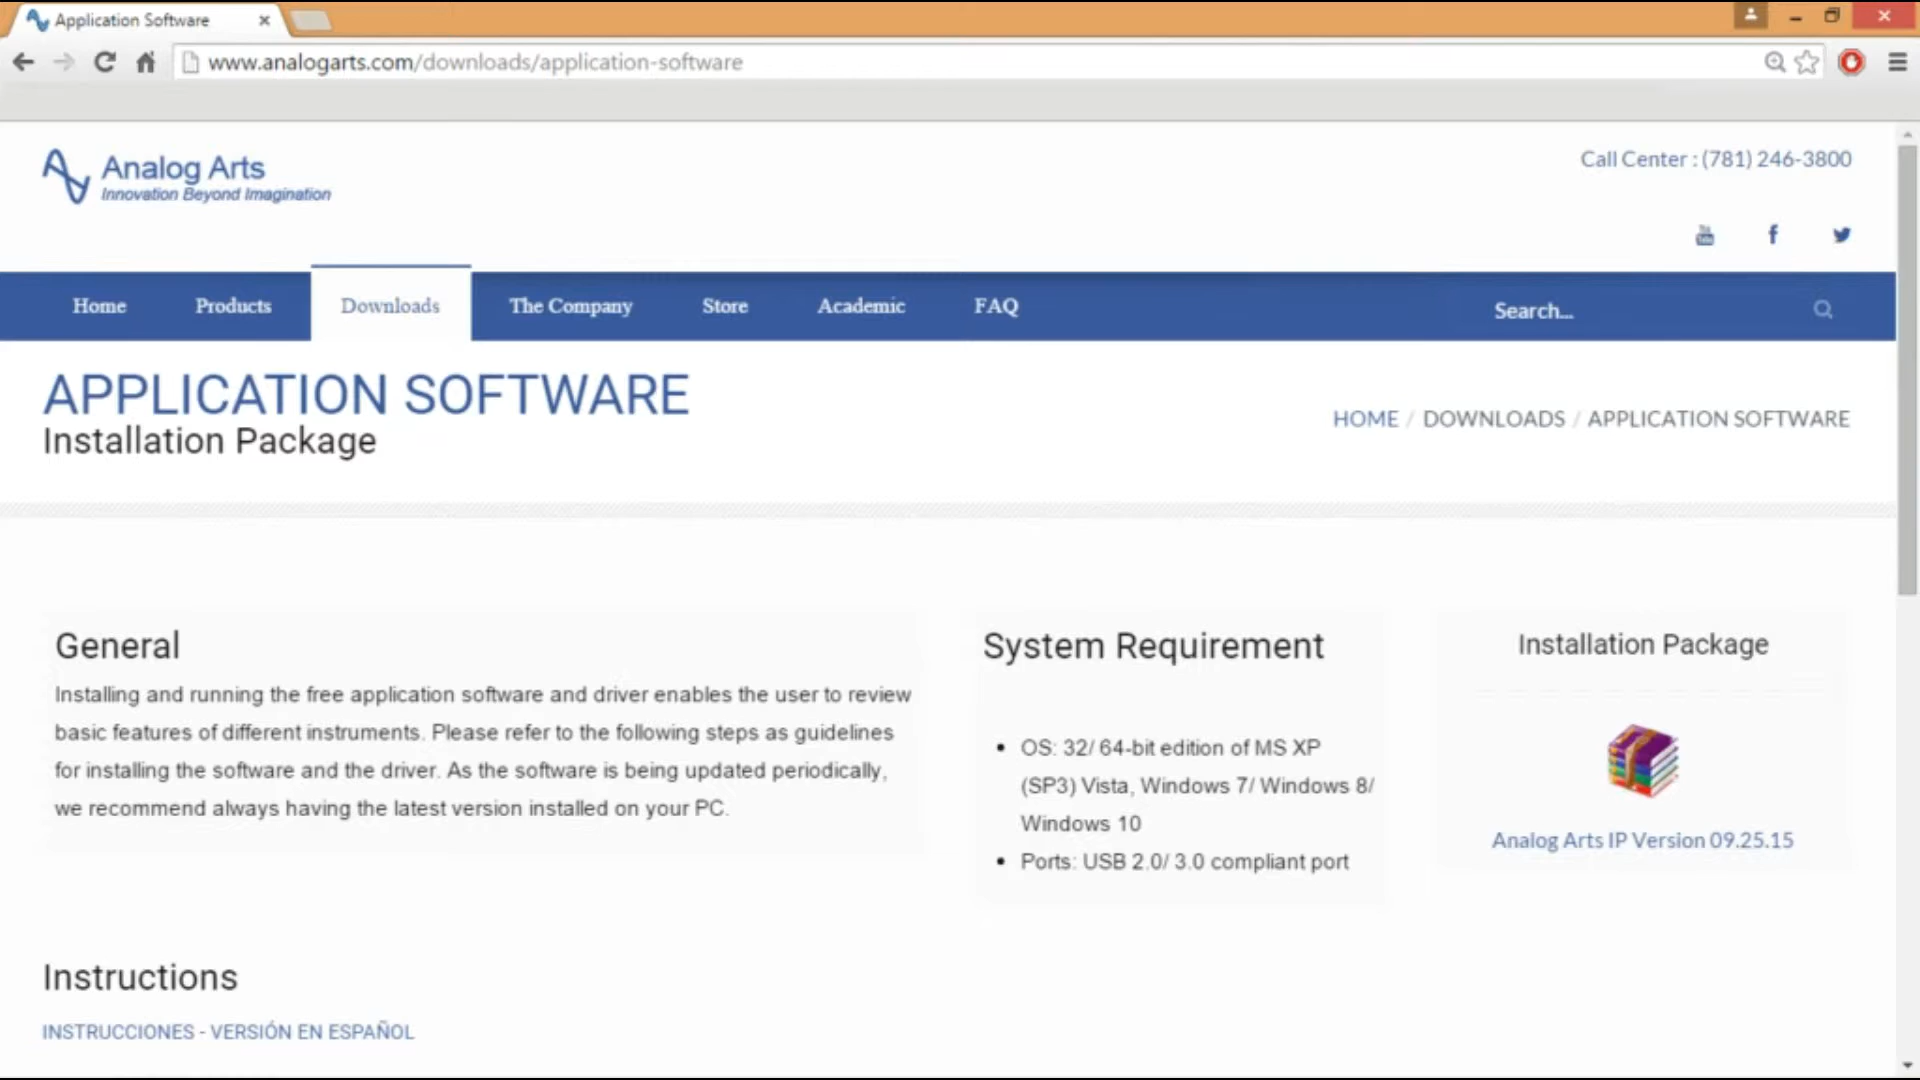 Application Software
www.analogarts.com/downloads/application-software
Analog Arts
Innovation Beyond Imagination
Call Center : (781) 246-3800
Home Products Downloads The Company Store Academic FAQ Search...
APPLICATION SOFTWARE
Installation Package
HOME / DOWNLOADS / APPLICATION SOFTWARE
General
Installing and running the free application software and driver enables the user to review
basic features of different instruments. Please refer to the following steps as guidelines
for installing the software and the driver. As the software is being updated periodically,
we recommend always having the latest version installed on your PC.
System Requirement
• OS: 32/ 64-bit edition of MS XP
(SP3) Vista, Windows 7/ Windows 8/
Windows 10
• Ports: USB 2.0/ 3.0 compliant port
Installation Package
Analog Arts IP Version 09.25.15
Instructions
INSTRUCCIONES - VERSIÓN EN ESPAÑOL